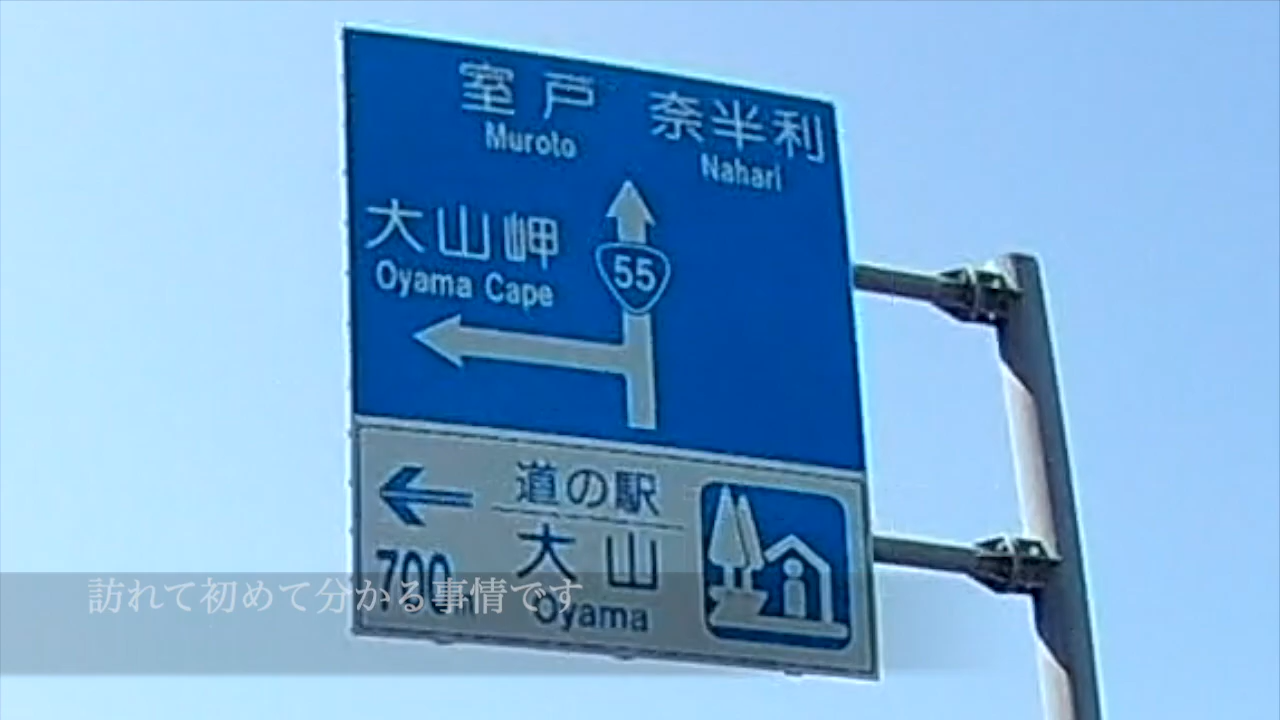 室戸 奈半利
Muroto Nahari
大山岬
Oyama Cape
55
道の駅
700m 大山
Oyama
訪れて初めて分かる事情です